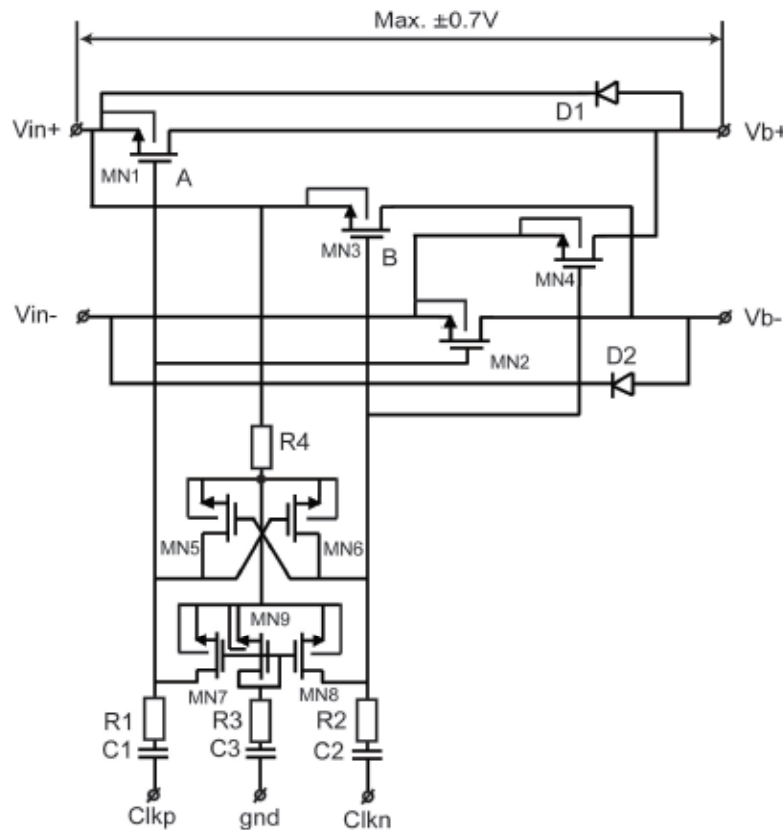 Max. ±0.7V
D1
Vin+
Vb+
MN1
A
MN3
B
MN4
Vin-
Vb-
MN2
D2
R4
MN5
MN6
MN9
MN7
MN8
R1
R3
R2
C1
C3
C2
Clkp
gnd
Clkn